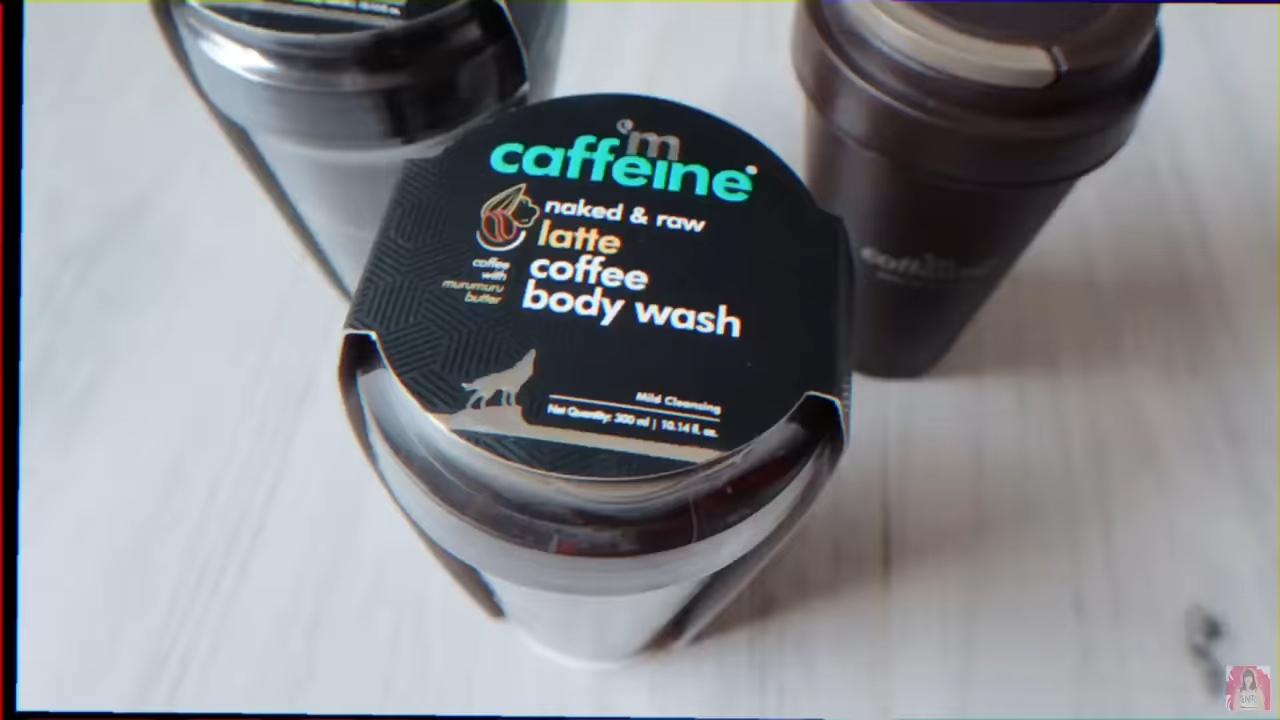 'm
caffeine
naked & raw
latte
coffee
body wash
coffee
with
murumuru
butter
Mild Cleansing
Net Quantity: 300 ml | 10.14 fl. oz.